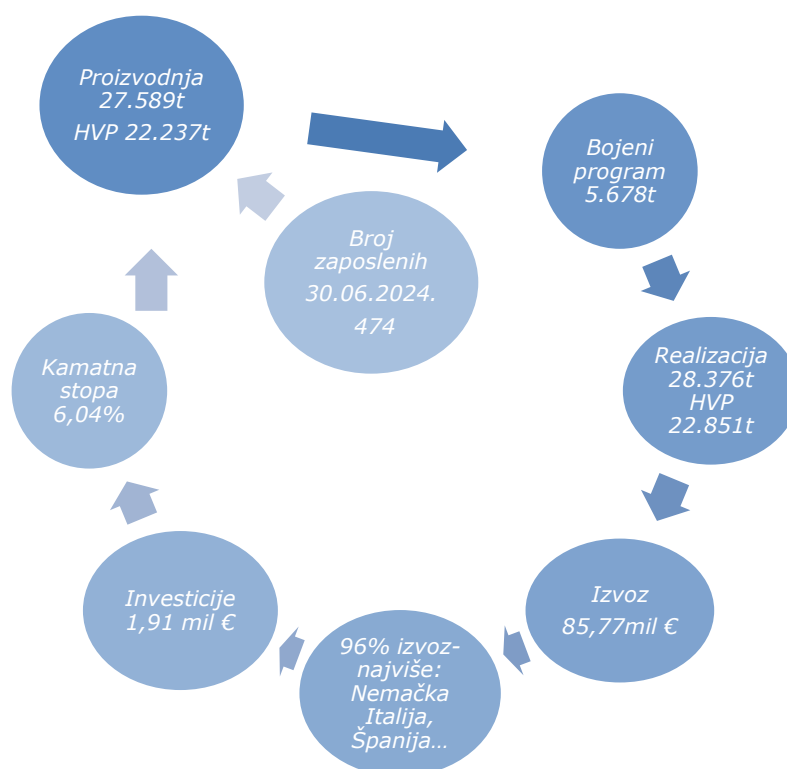 Proizvodnja
27.589t
HVP 22.237t
Bojeni
program
5.678t
Broj
zaposlenih
30.06.2024.
474
Realizacija
28.376t
HVP
22.851t
Kamatna
stopa
6,04%
Izvoz
85,77mil €
Investicije
1,91 mil €
96% izvoz-
najviše:
Nemačka
Italija,
Španija…